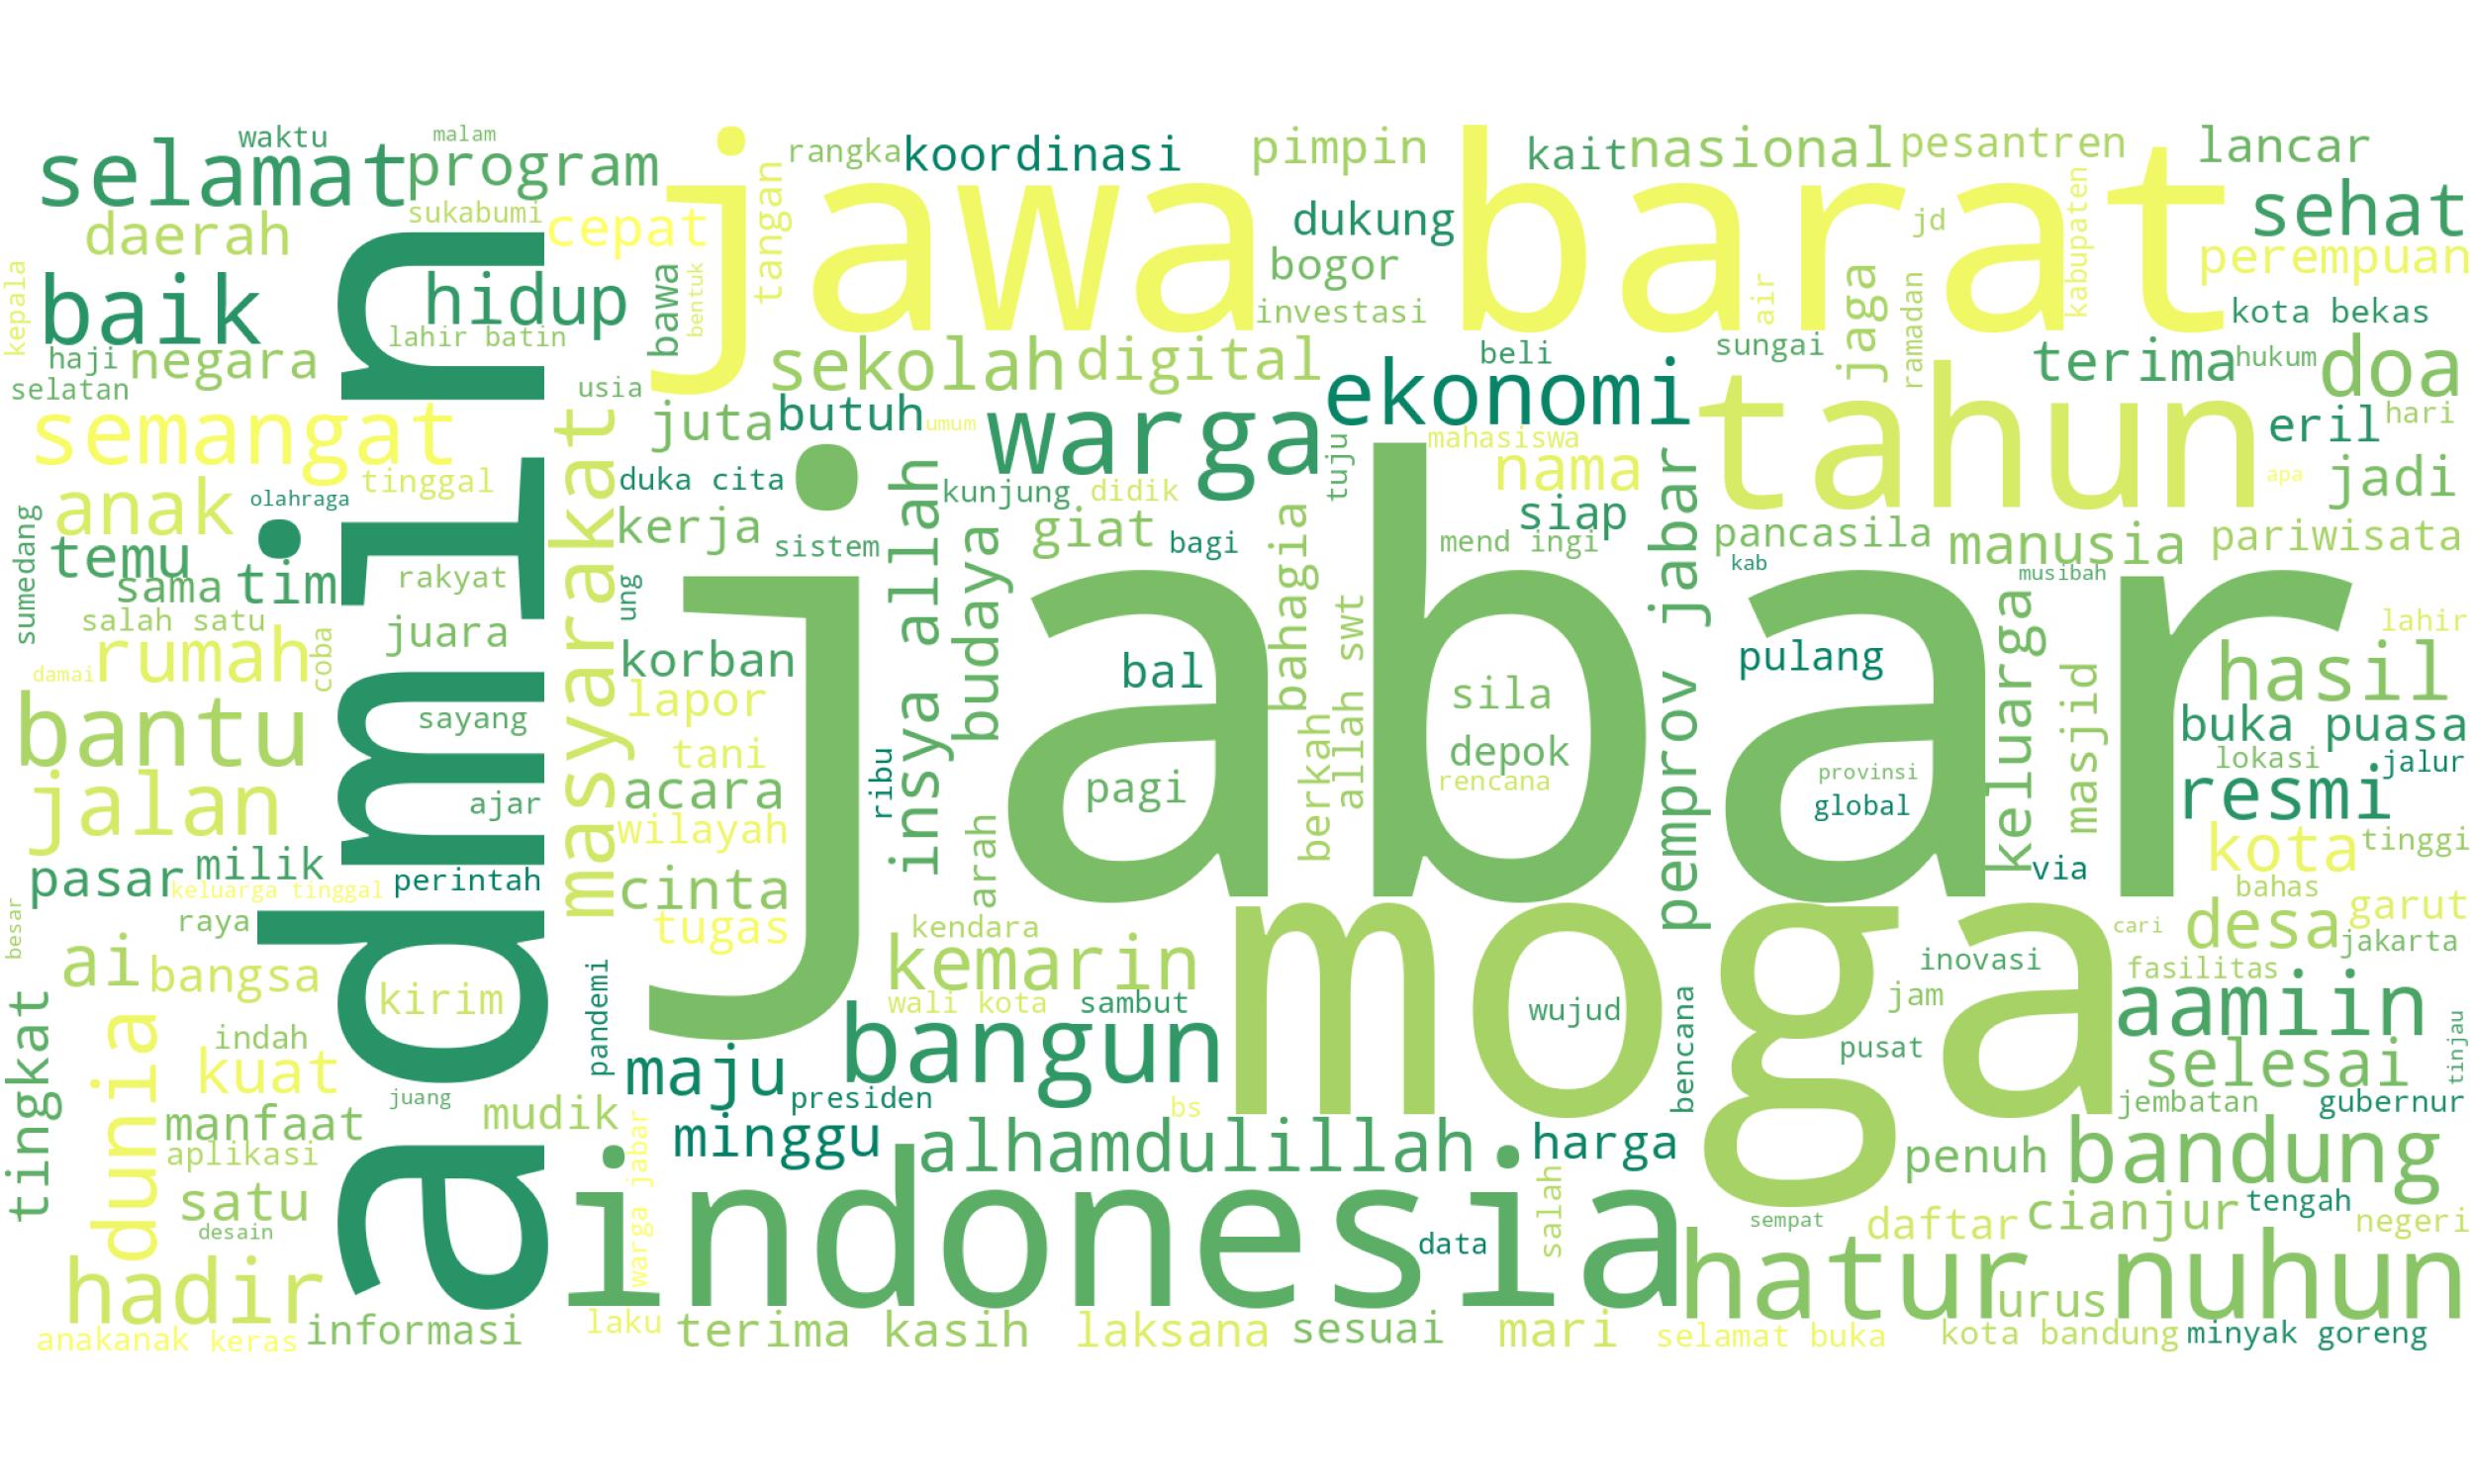 waktu
malam
selamat
program
rangka
koordinasi
pimpin
kait
nasional
pesantren
lancar
daerah
sukabumi
cepat
tangan
jawa barat
dukung
jd
kabupaten
sehat
perempuan
kepala
baik
hidup
bawa
bentuk
bogor
investasi
air
jaga
ramadan
kota bekas
lahir batin
haji
negara
selatan
usia
sekolah
digital
beli
sungai
terima
hukum
doa
semangat
masyarakat
juta
butuh
umum
warga
ekonomi
tahun
eril
hari
mahasiswa
tuju
nama
tinggal
anak
olahraga
duka cita
kunjung
didik
apa
jadi
sumedang
temu
sama
tim
kerja
sistem
insya allah
budaya
giat
bagi
bahagia
siap
mend ingi
pemprov jabar
pancasila
kab
manusia
musibah
pariwisata
rakyat
ung
salah satu
juara
rumah
coba
damai
admin
korban
jabar
bal
allah swt
sila
pulang
keluarga
masjid
lahir
hasil
bantu
sayang
lapor
tani
pagi
berkah
depok
rencana
provinsi
global
buka puasa
lokasi
jalur
jalan
ajar
acara
ribu
wilayah
arrah
resmi
kota
tinggi
via
pasar
milik
keluarga tinggal
perintah
cinta
tugas
bahas
garut
besar
raya
kendara
kemarin
moga
cari
desa
jakarta
ai
bangsa
kirim
pandemi
wali kota
sambut
wujud
bencana
inovasi
jam
fasilitas
aamiin
tingkat
dunia
indah
kuat
bangun
pusat
selesai
tinjau
maju
presiden
bs
juang
mudik
manfaat
jembatan
gubernur
aplikasi
warga jabar
minggu
alhamdulillah
harga
penuh
bandung
satu
desain
indonesia
salah
data
sempat
daftar
cianjur
tengah
negeri
hadir
hatur nuhun
urus
informasi
anakanak
keras
laku
terima kasih
laksana
sesuai
mari
selamat buka
kota bandung
minyak goreng